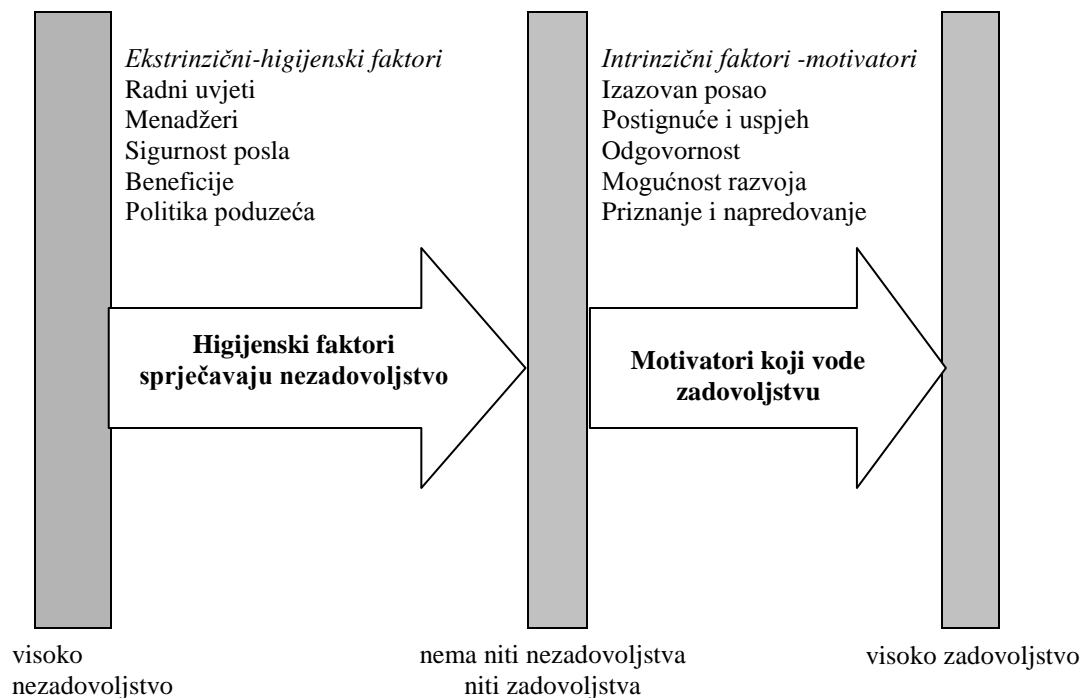 Ekstrinzični-higijenski faktori
Radni uvjeti
Menadžeri
Sigurnost posla
Beneficije
Politika poduzeća
Intrinzični faktori -motivatori
Izazovan posao
Postignuće i uspjeh
Odgovornost
Mogućnost razvoja
Priznanje i napredovanje
Higijenski faktori
sprječavaju nezadovoljstvo
Motivatori koji vode
zadovoljstvu
visoko
nezadovoljstvo
nema niti nezadovoljstva
niti zadovoljstva
visoko zadovoljstvo